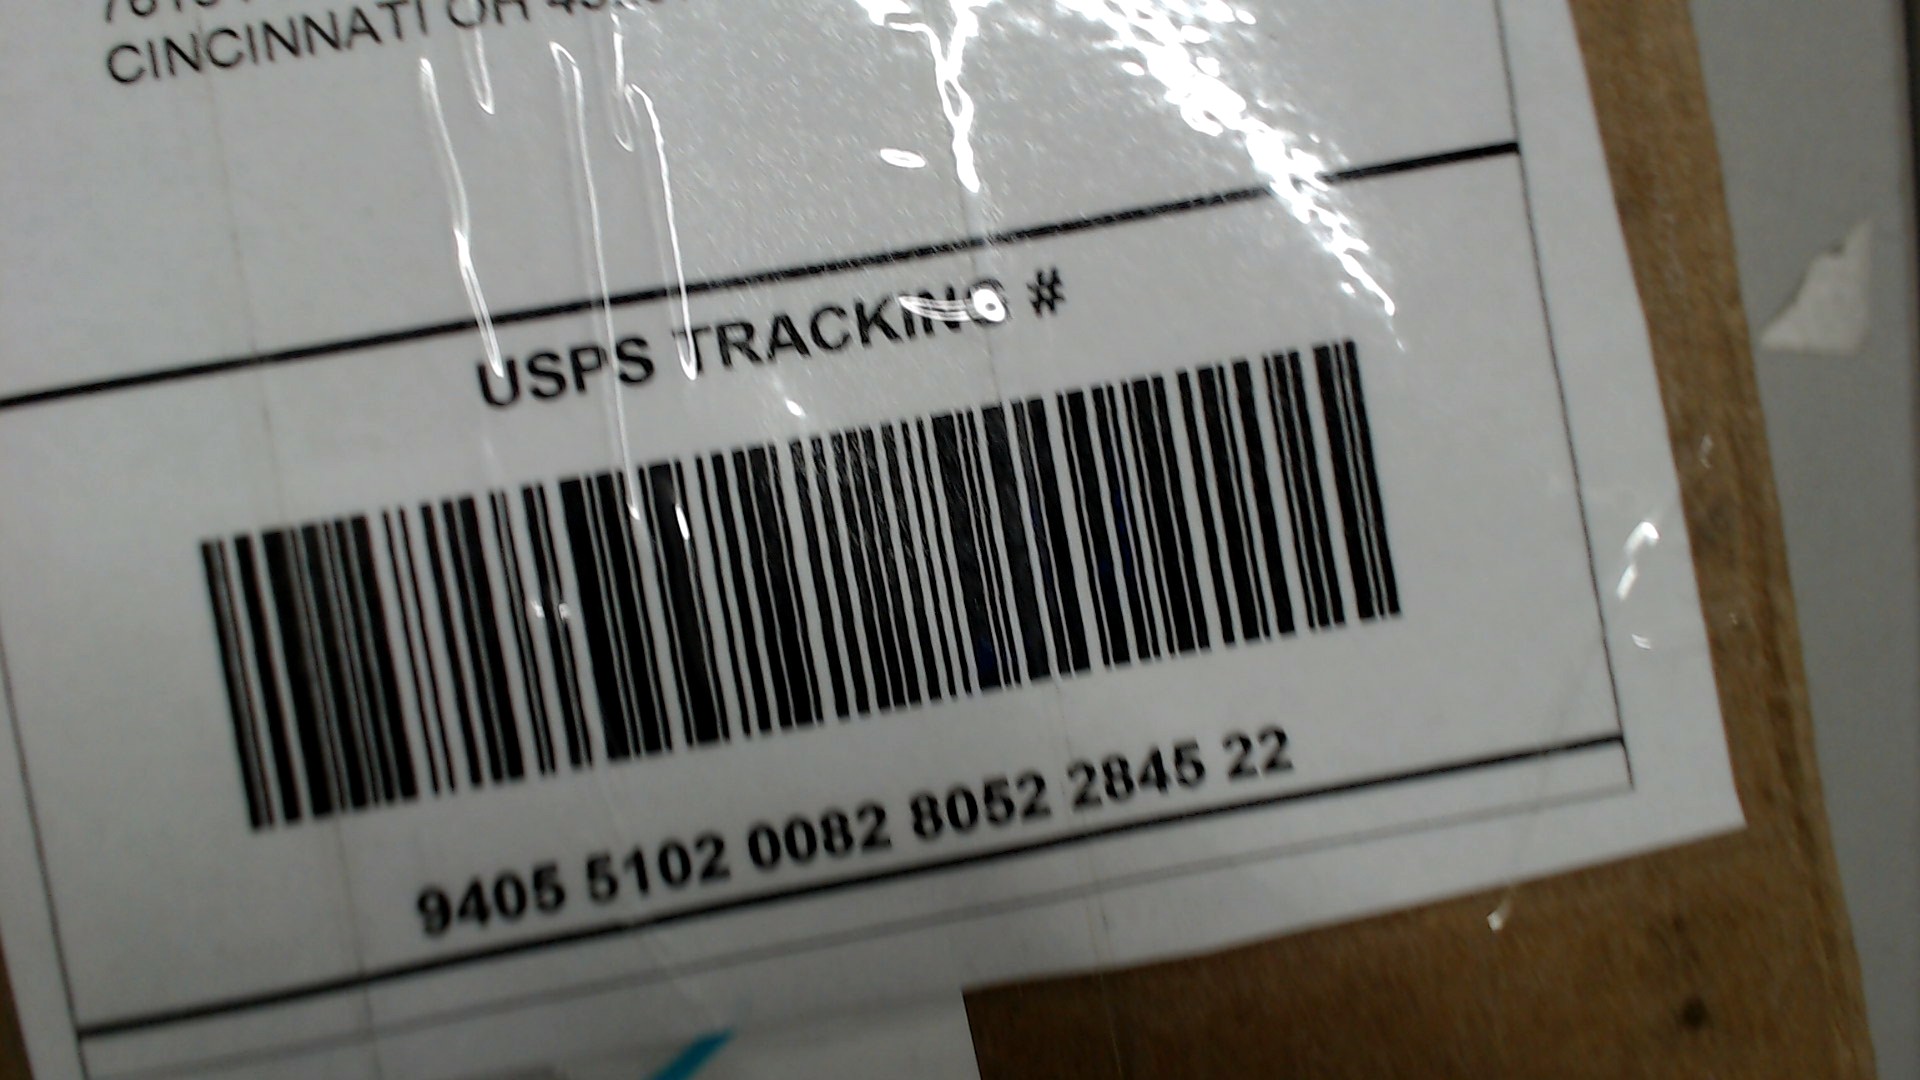 CINCINNATI OH
USPS TRACKING #
9405 5102 0082 8052 2845 22